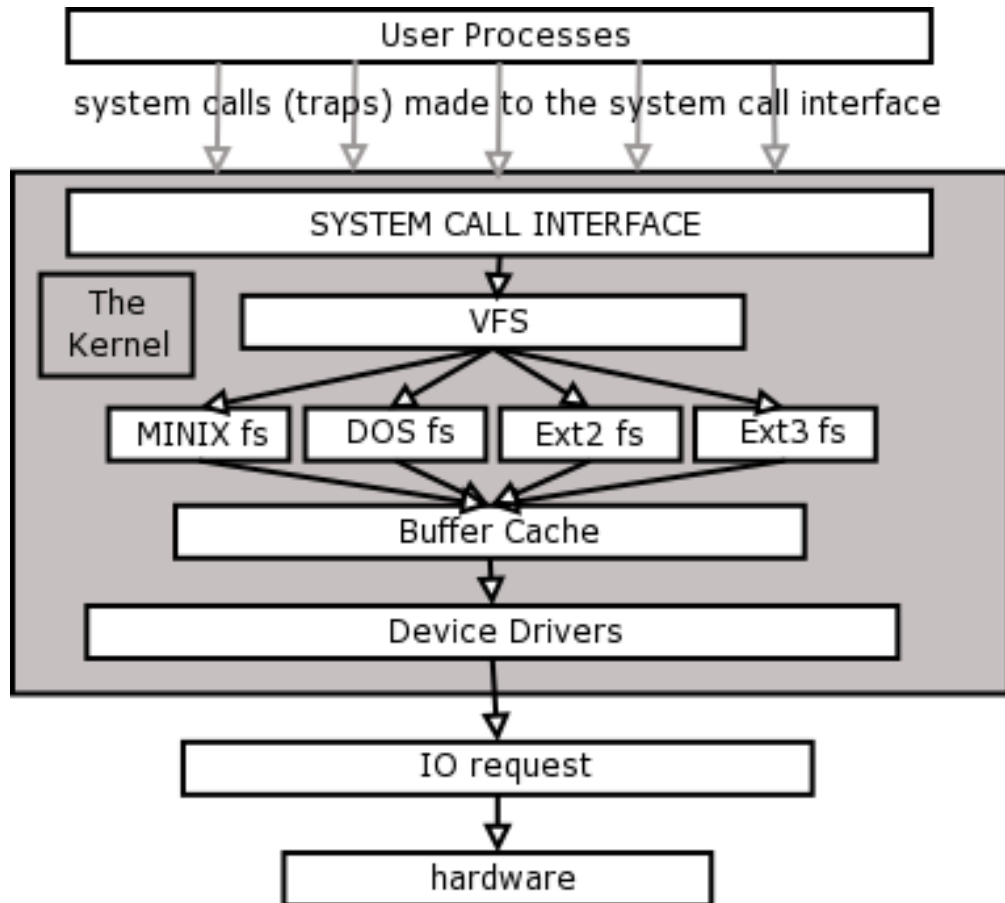 User Processes
system calls (traps) made to the system call interface
SYSTEM CALL INTERFACE
The
Kernel
VFS
MINIX fs
DOS fs
Ext2 fs
Ext3 fs
Buffer Cache
Device Drivers
IO request
hardware